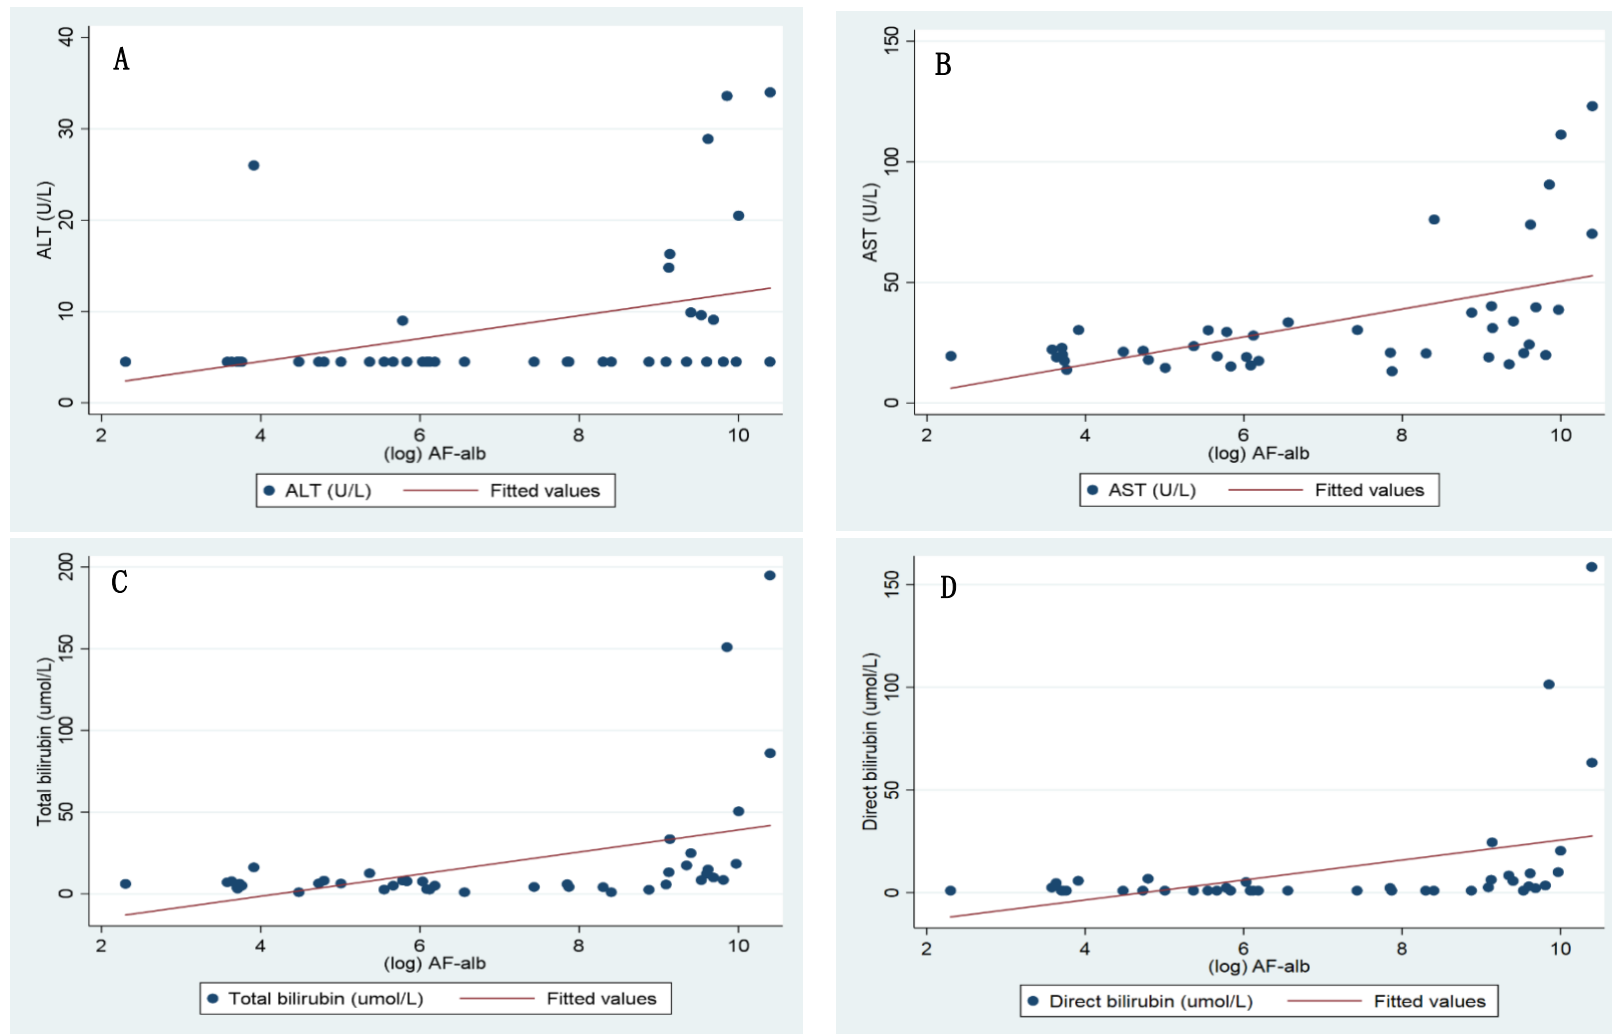 A
ALT (U/L)
40
30
20
10
0
2 4 6 8 10
(log) AF-alb
ALT (U/L) Fitted values
B
AST (U/L)
150
100
50
0
2 4 6 8 10
(log) AF-alb
AST (U/L) Fitted values
C
Total bilirubin (umol/L)
200
150
100
50
0
2 4 6 8 10
(log) AF-alb
Total bilirubin (umol/L) Fitted values
D
Direct bilirubin (umol/L)
150
100
50
0
2 4 6 8 10
(log) AF-alb
Direct bilirubin (umol/L) Fitted values